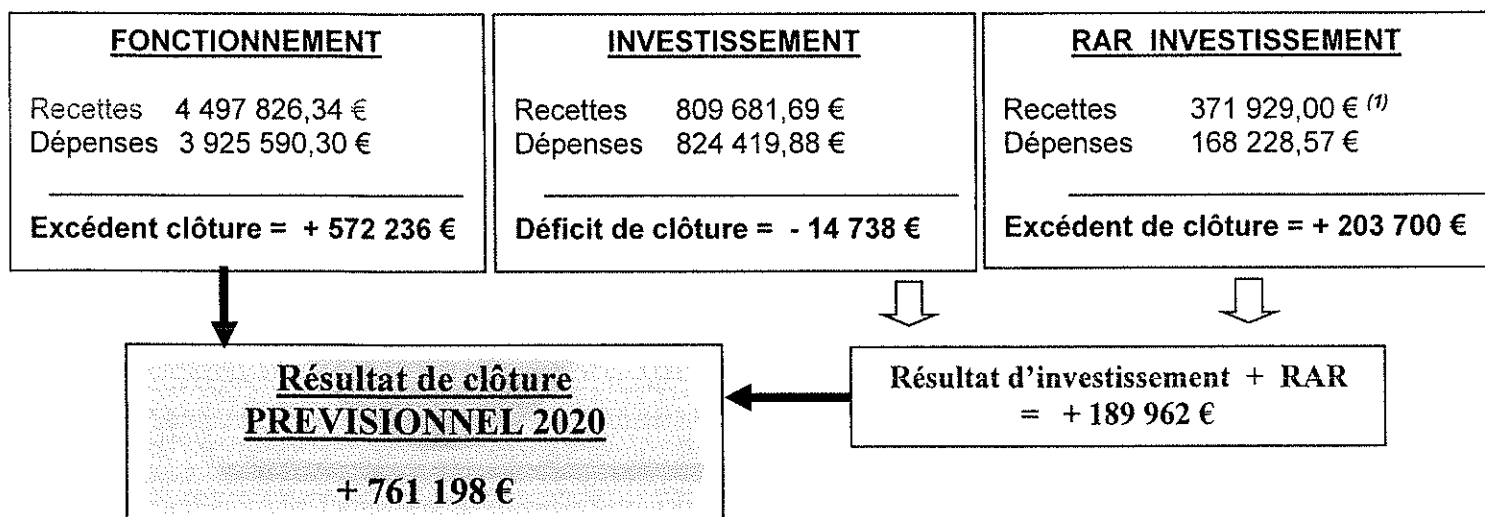 FONCTIONNEMENT
Recettes 4 497 826,34 €
Dépenses 3 925 590,30 €
Excédent clôture = + 572 236 €
INVESTISSEMENT
Recettes 809 681,69 €
Dépenses 824 419,88 €
Déficit de clôture = - 14 738 €
RAR INVESTISSEMENT
Recettes 371 929,00 € (1)
Dépenses 168 228,57 €
Excédent de clôture = + 203 700 €
Résultat de clôture
PREVISIONNEL 2020
+ 761 198 €
Résultat d'investissement + RAR
= + 189 962 €